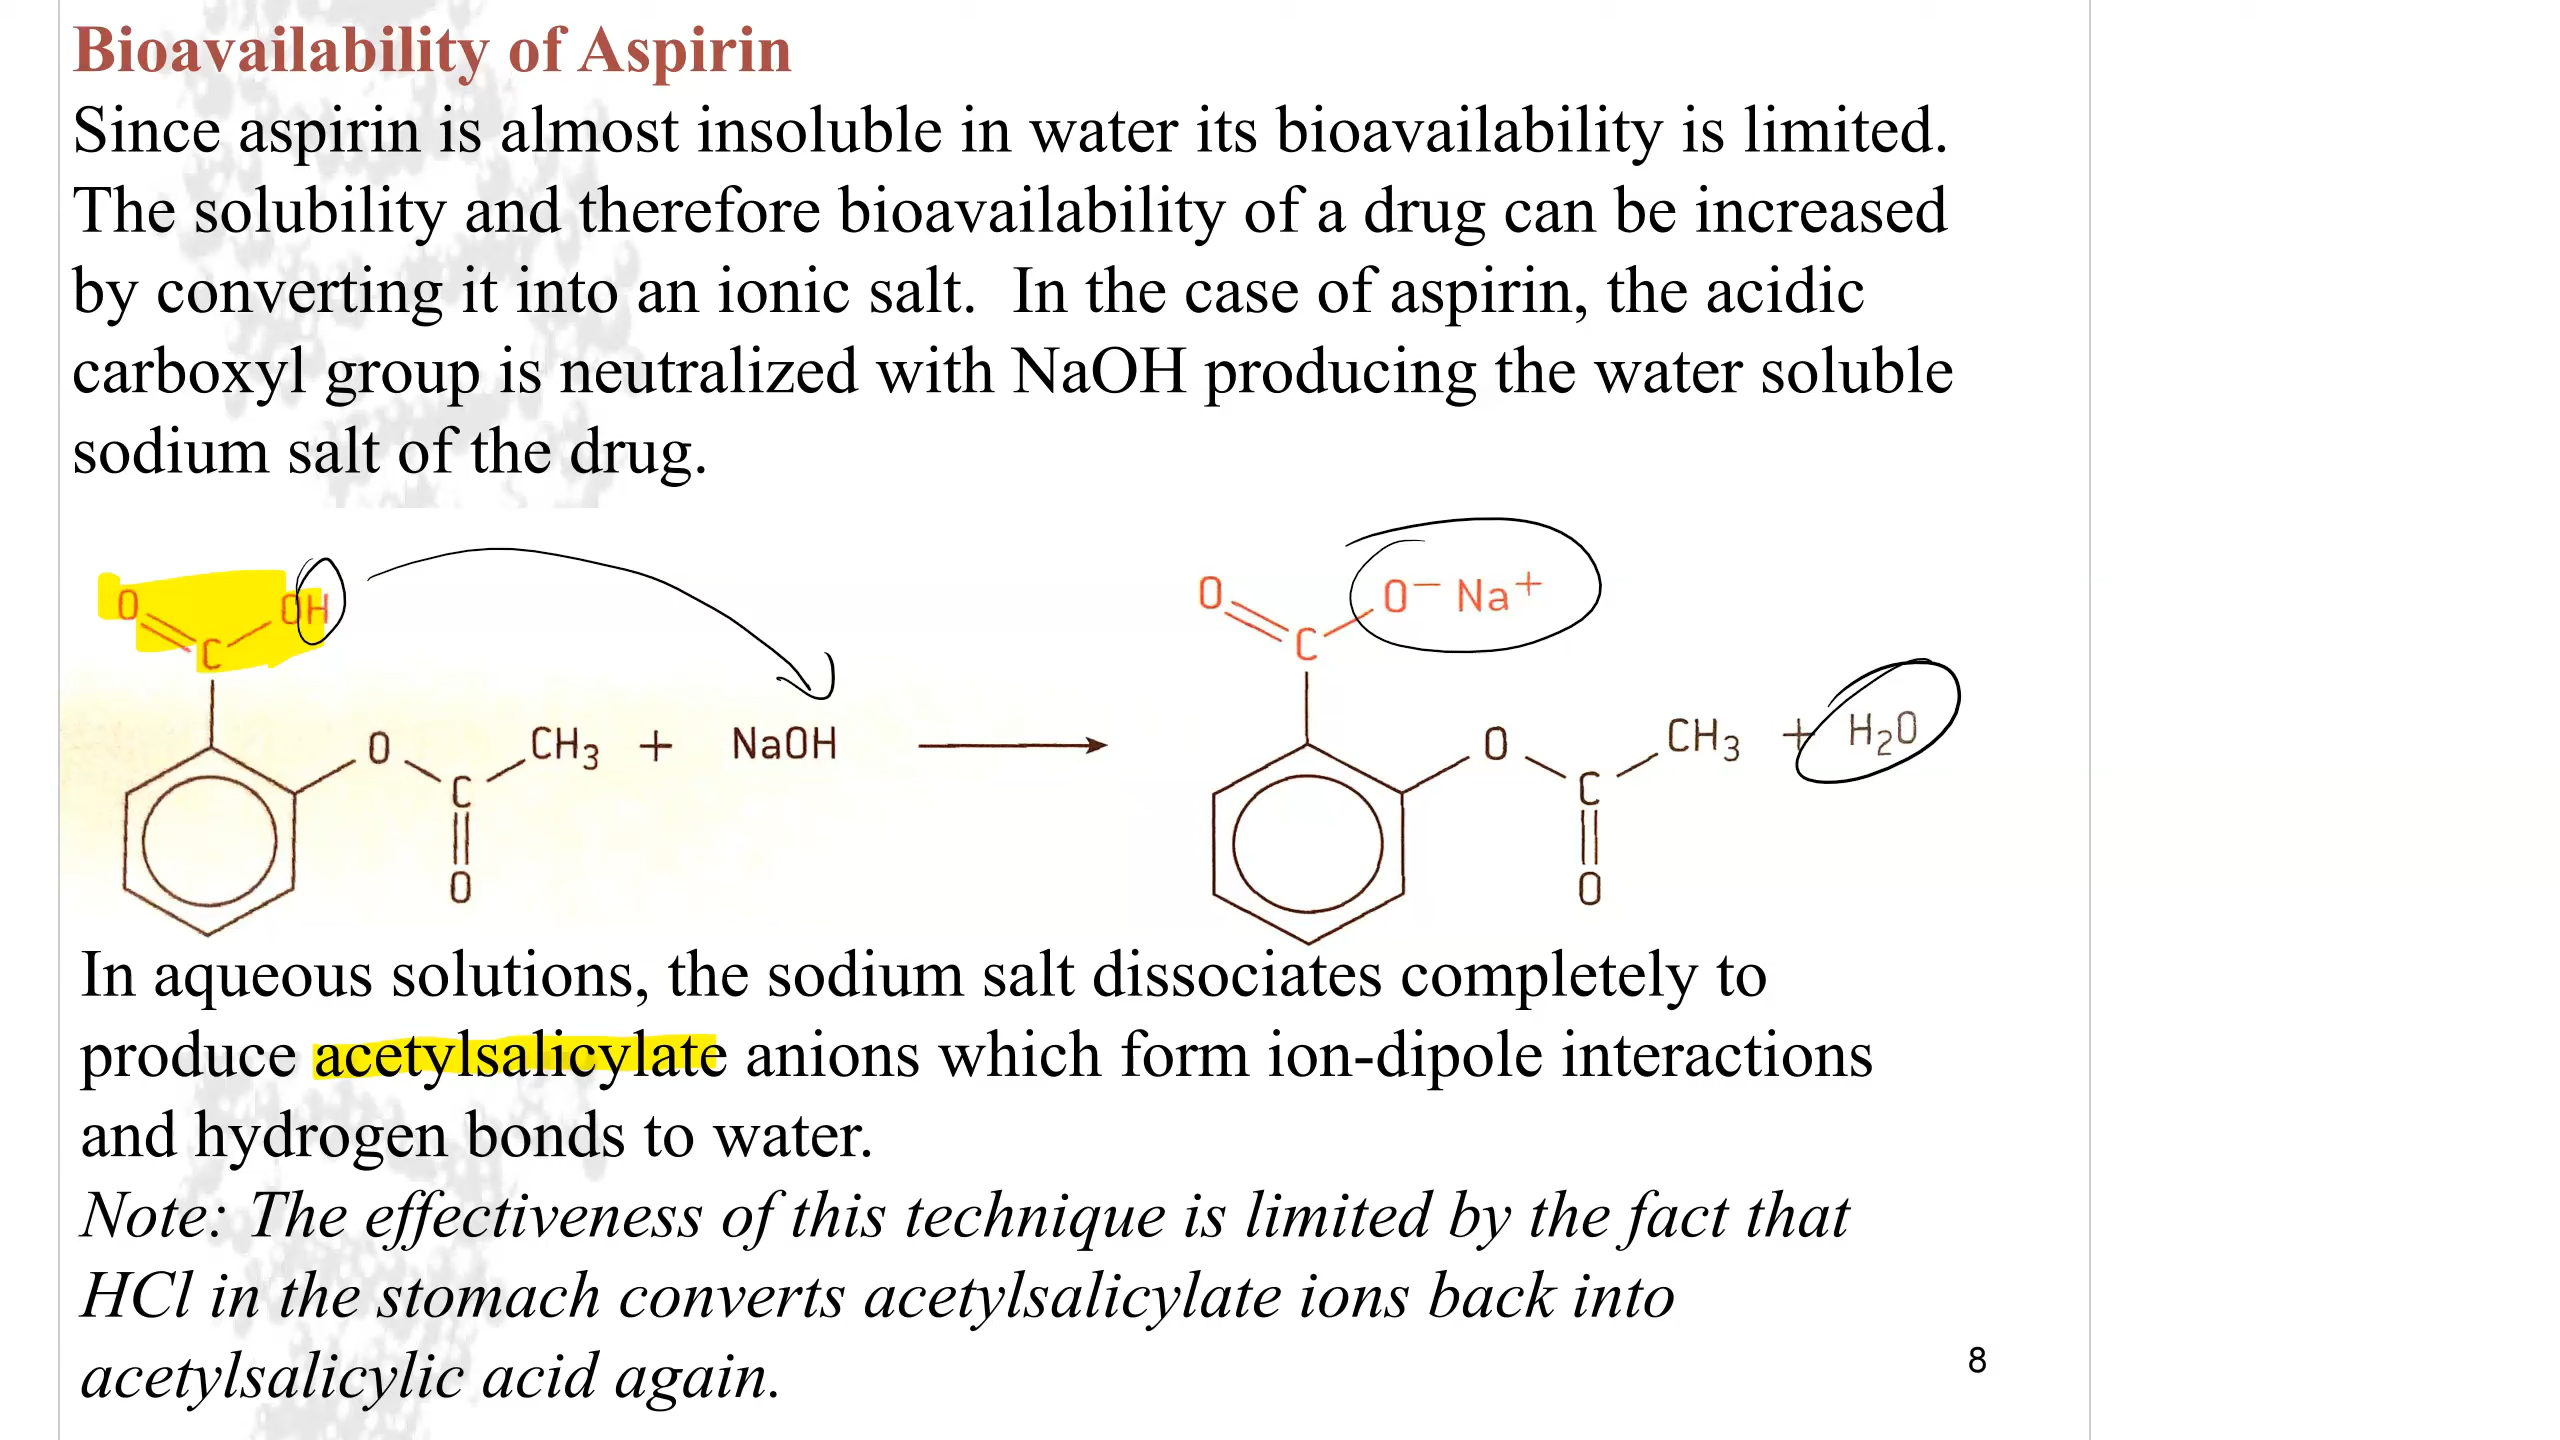 Bioavailability of Aspirin
Since aspirin is almost insoluble in water its bioavailability is limited.
The solubility and therefore bioavailability of a drug can be increased
by converting it into an ionic salt.  In the case of aspirin, the acidic
carboxyl group is neutralized with NaOH producing the water soluble
sodium salt of the drug.
O OH C O CH₃ + NaOH C O
O O⁻ Na⁺ C O CH₃ + H₂O C O
In aqueous solutions, the sodium salt dissociates completely to
produce acetylsalicylate anions which form ion-dipole interactions
and hydrogen bonds to water.
Note: The effectiveness of this technique is limited by the fact that
HCl in the stomach converts acetylsalicylate ions back into
acetylsalicylic acid again.
8